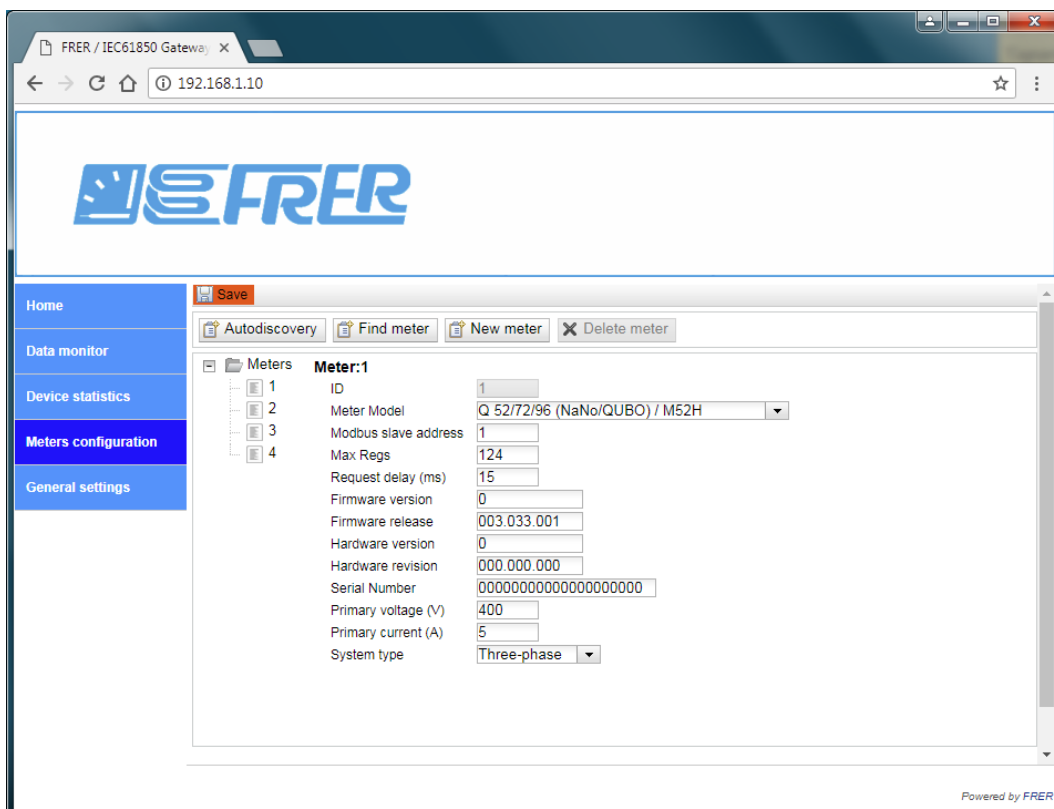 FRER / IEC61850 Gateway
192.168.1.10
FRER
Home
Data monitor
Device statistics
Meters configuration
General settings
Save
Autodiscovery Find meter New meter Delete meter
Meters
1
2
3
4
Meter:1
ID 1
Meter Model Q 52/72/96 (NaNo/QUBO) / M52H
Modbus slave address 1
Max Regs 124
Request delay (ms) 15
Firmware version 0
Firmware release 003.033.001
Hardware version 0
Hardware revision 000.000.000
Serial Number 00000000000000000000
Primary voltage (V) 400
Primary current (A) 5
System type Three-phase
Powered by FRER